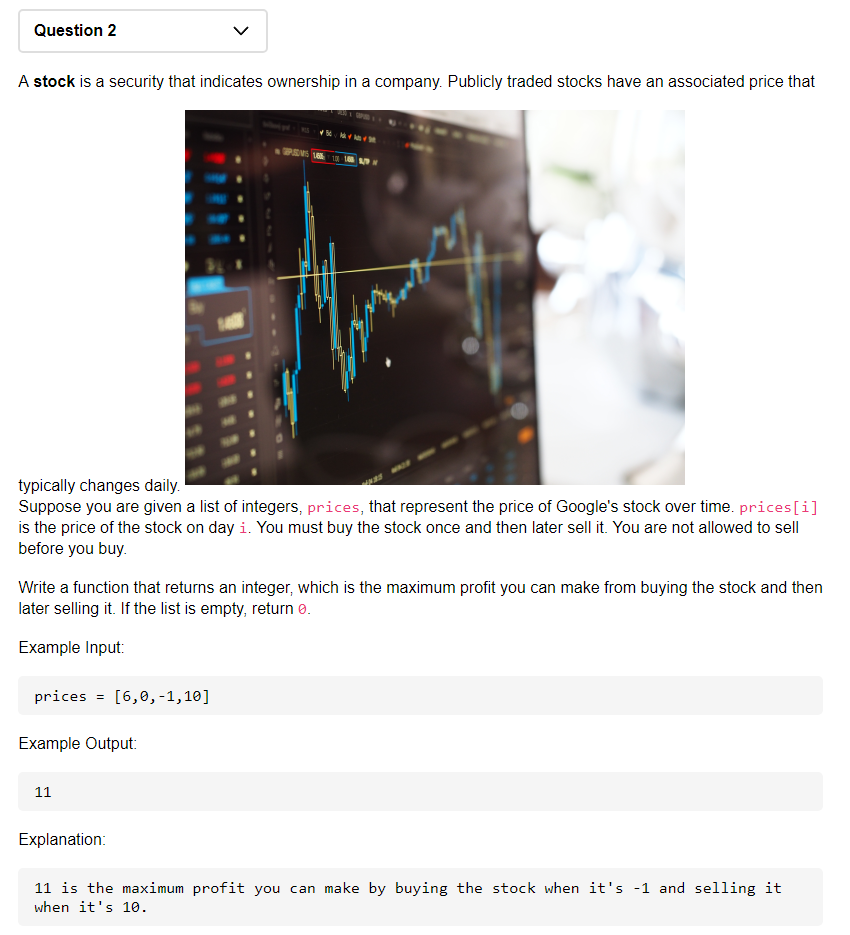 Question 2
A stock is a security that indicates ownership in a company. Publicly traded stocks have an associated price that
typically changes daily.
Suppose you are given a list of integers, prices, that represent the price of Google's stock over time. prices[i]
is the price of the stock on day i. You must buy the stock once and then later sell it. You are not allowed to sell
before you buy.
Write a function that returns an integer, which is the maximum profit you can make from buying the stock and then
later selling it. If the list is empty, return 0.
Example Input:
prices = [6,0,-1,10]
Example Output:
11
Explanation:
11 is the maximum profit you can make by buying the stock when it's -1 and selling it
when it's 10.